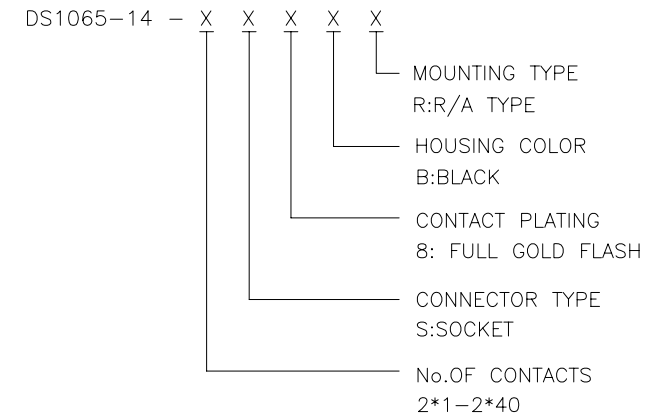 DS1065-14 - X X X X X
MOUNTING TYPE
R:R/A TYPE
HOUSING COLOR
B:BLACK
CONTACT PLATING
8: FULL GOLD FLASH
CONNECTOR TYPE
S:SOCKET
No.OF CONTACTS
2*1-2*40